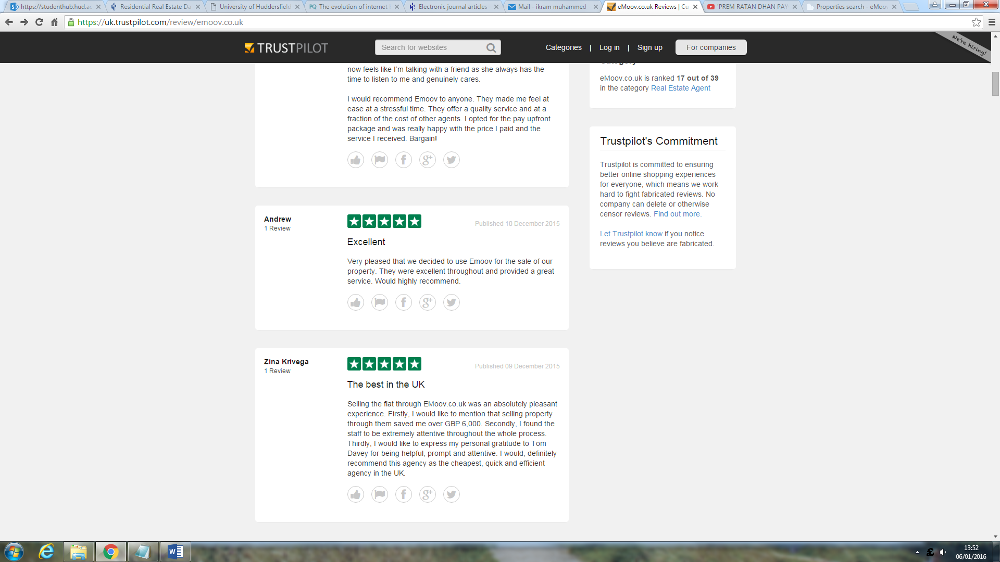 https://studenthub.hud.ac
Residential Real Estate Da
University of Huddersfield
PQ The evolution of internet
Electronic journal articles
Mail - ikram muhammed
eMoov.co.uk Reviews | Cu
'PREM RATAN DHAN PAY
Properties search - eMoo
https://uk.trustpilot.com/review/emoov.co.uk
TRUSTPILOT
Search for websites
Categories | Log in | Sign up
For companies
We're hiring!
now feels like I'm talking with a friend as she always has the
time to listen to me and genuinely cares.
I would recommend Emoov to anyone. They made me feel at
ease at a stressful time. They offer a quality service and at a
fraction of the cost of other agents. I opted for the pay upfront
package and was really happy with the price I paid and the
service I received. Bargain!
Category
eMoov.co.uk is ranked 17 out of 39
in the category Real Estate Agent
Trustpilot's Commitment
Trustpilot is committed to ensuring
better online shopping experiences
for everyone, which means we work
hard to fight fabricated reviews. No
company can delete or otherwise
censor reviews. Find out more.
Let Trustpilot know if you notice
reviews you believe are fabricated.
Andrew
1 Review
Published 10 December 2015
Excellent
Very pleased that we decided to use Emoov for the sale of our
property. They were excellent throughout and provided a great
service. Would highly recommend.
Zina Krivega
1 Review
Published 09 December 2015
The best in the UK
Selling the flat through EMoov.co.uk was an absolutely pleasant
experience. Firstly, I would like to mention that selling property
through them saved me over GBP 6,000. Secondly, I found the
staff to be extremely attentive throughout the whole process.
Thirdly, I would like to express my personal gratitude to Tom
Davey for being helpful, prompt and attentive. I would, definitely
recommend this agency as the cheapest, quick and efficient
agency in the UK.
13:52
06/01/2016